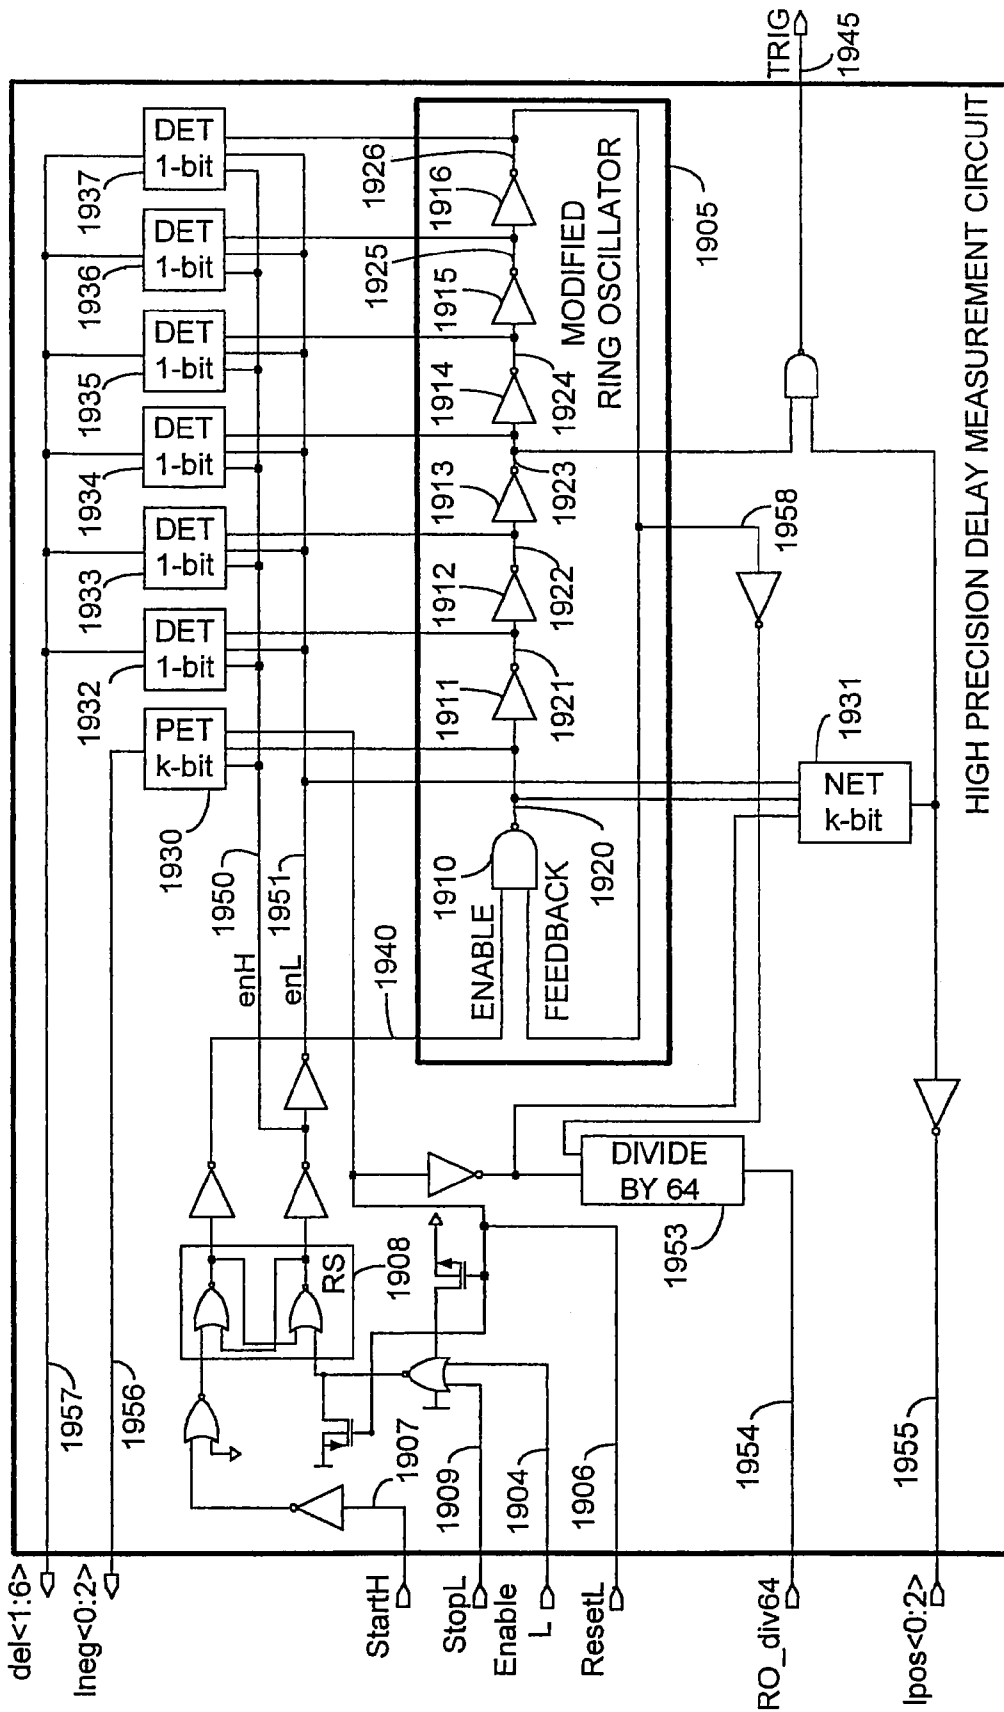 del<1:6>
Ineg<0:2>
StartH
StopL
Enable
L
ResetL
RO_div64
Ipos<0:2>
1957
1956
1907
1909
1904
1906
1954
1955
RS
1908
DIVIDE
BY 64
1953
enH
enL
1940
1950
1951
PET
k-bit
1930
DET
1-bit
1932
DET
1-bit
1933
DET
1-bit
1934
DET
1-bit
1935
DET
1-bit
1936
DET
1-bit
1937
ENABLE
FEEDBACK
1910
1920
1911
1921
1912
1922
1913
1923
1914
1924
1915
1925
1916
1926
MODIFIED
RING OSCILLATOR
1905
1958
NET
k-bit
1931
TRIG
1945
HIGH PRECISION DELAY MEASUREMENT CIRCUIT